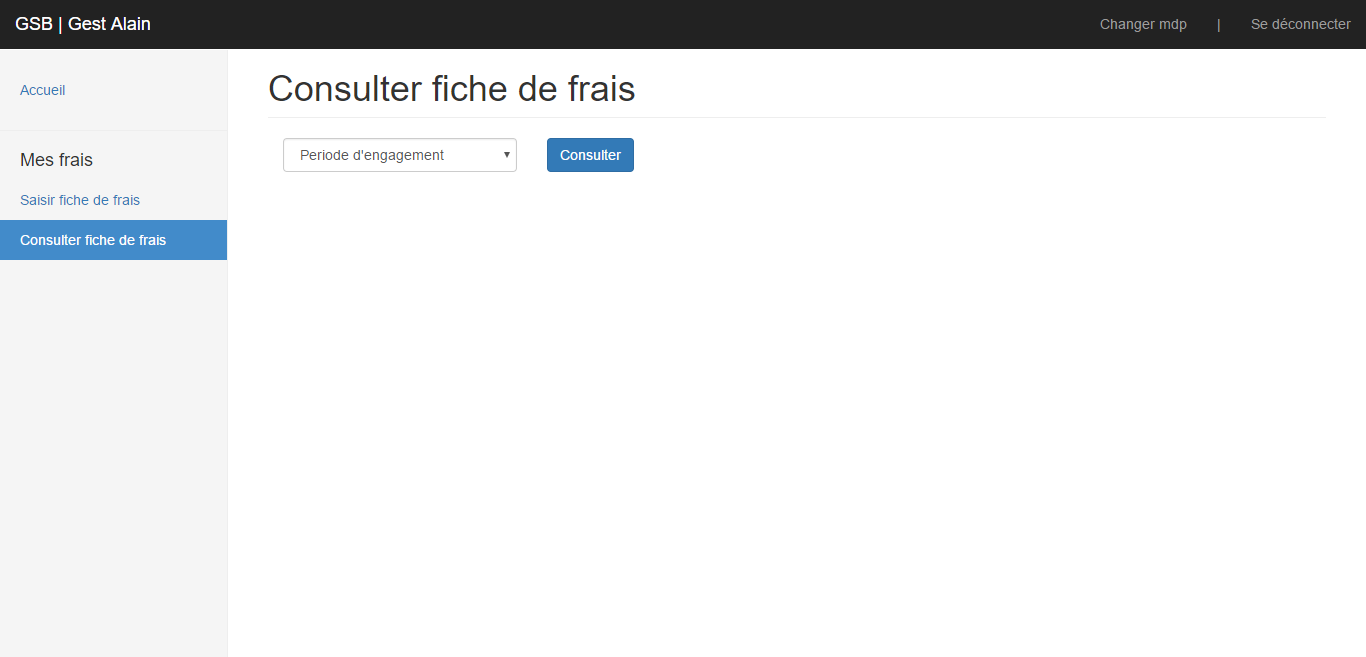 GSB | Gest Alain
Changer mdp | Se déconnecter
Accueil
Mes frais
Saisir fiche de frais
Consulter fiche de frais
Consulter fiche de frais
Periode d'engagement
Consulter